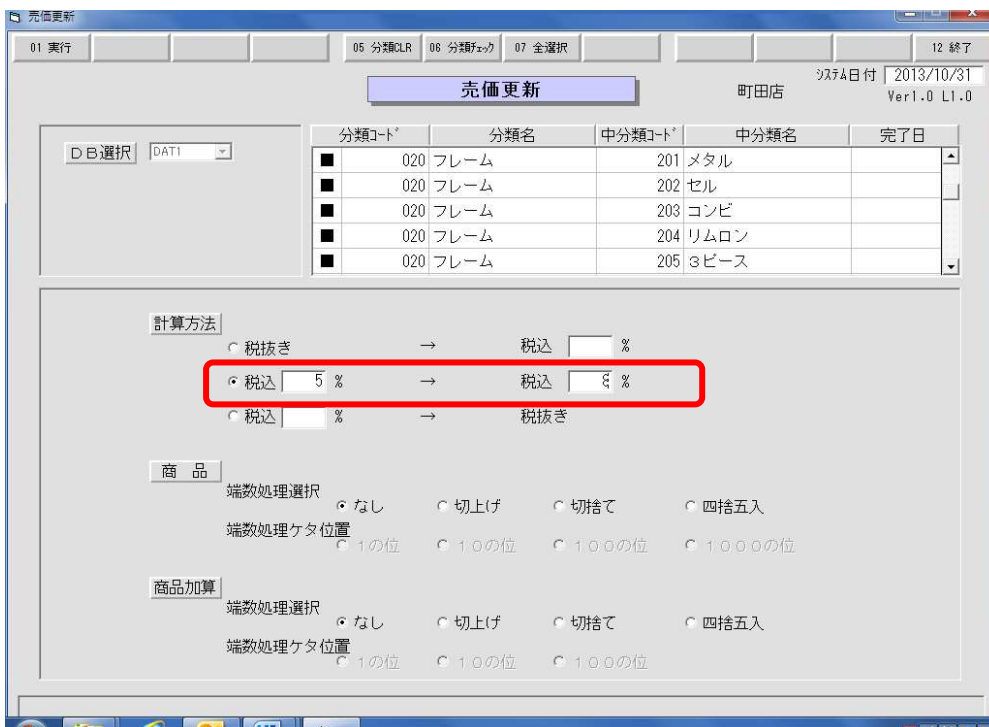 売価更新
01 実行 05 分類CLR 06 分類ﾁｪｯｸ 07 全選択 12 終了
売価更新 町田店 ｼｽﾃﾑ日付 2013/10/31
Ver1.0 L1.0
ＤＢ選択 DAT1
分類ｺｰﾄﾞ 分類名 中分類ｺｰﾄﾞ 中分類名 完了日
■ 020 フレーム 201 メタル
■ 020 フレーム 202 セル
■ 020 フレーム 203 コンビ
■ 020 フレーム 204 リムロン
■ 020 フレーム 205 ３ピース
計算方法
税抜き → 税込 %
税込 5 % → 税込 %
税込 % → 税抜き
商 品
端数処理選択
なし 切上げ 切捨て 四捨五入
端数処理ケタ位置
１の位 １０の位 １００の位 １０００の位
商品加算
端数処理選択
なし 切上げ 切捨て 四捨五入
端数処理ケタ位置
１の位 １０の位 １００の位